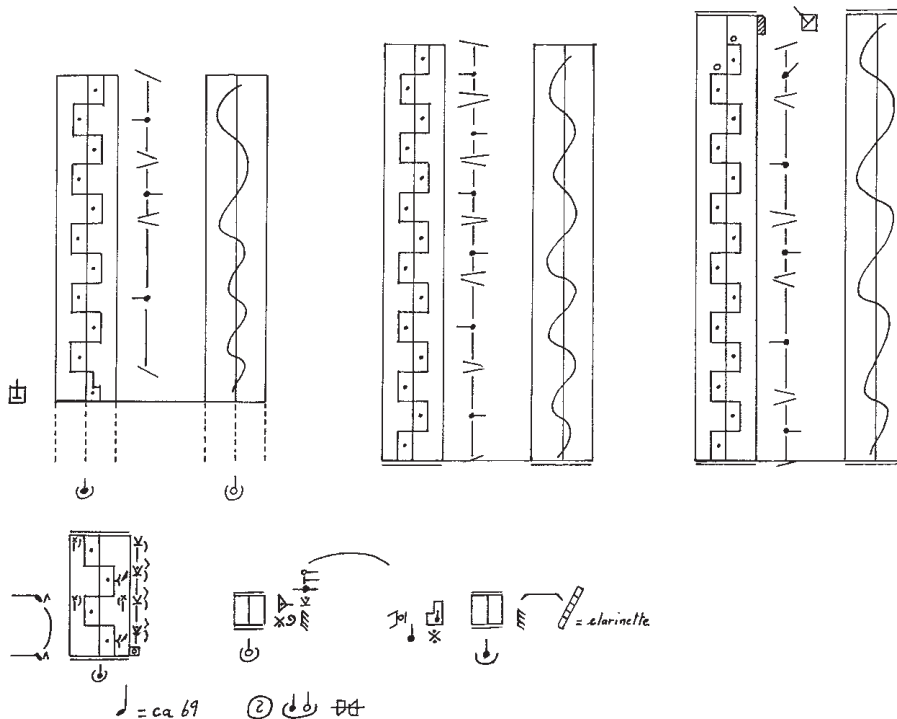 = clarinette
= ca 69
2